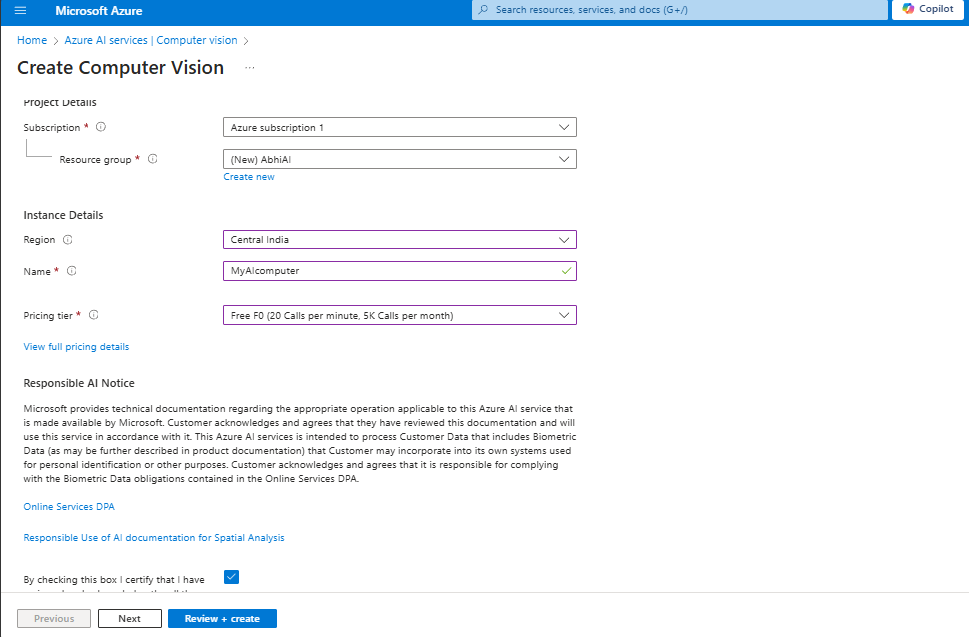 Microsoft Azure
Search resources, services, and docs (G+/)
Copilot
Home > Azure AI services | Computer vision >
Create Computer Vision ...
Project Details
Subscription * Azure subscription 1
Resource group * (New) AbhiAI
Create new
Instance Details
Region Central India
Name * MyAIcomputer
Pricing tier * Free F0 (20 Calls per minute, 5K Calls per month)
View full pricing details
Responsible AI Notice
Microsoft provides technical documentation regarding the appropriate operation applicable to this Azure AI service that
is made available by Microsoft. Customer acknowledges and agrees that they have reviewed this documentation and will
use this service in accordance with it. This Azure AI services is intended to process Customer Data that includes Biometric
Data (as may be further described in product documentation) that Customer may incorporate into its own systems used
for personal identification or other purposes. Customer acknowledges and agrees that it is responsible for complying
with the Biometric Data obligations contained in the Online Services DPA.
Online Services DPA
Responsible Use of AI documentation for Spatial Analysis
By checking this box I certify that I have
Previous
Next
Review + create